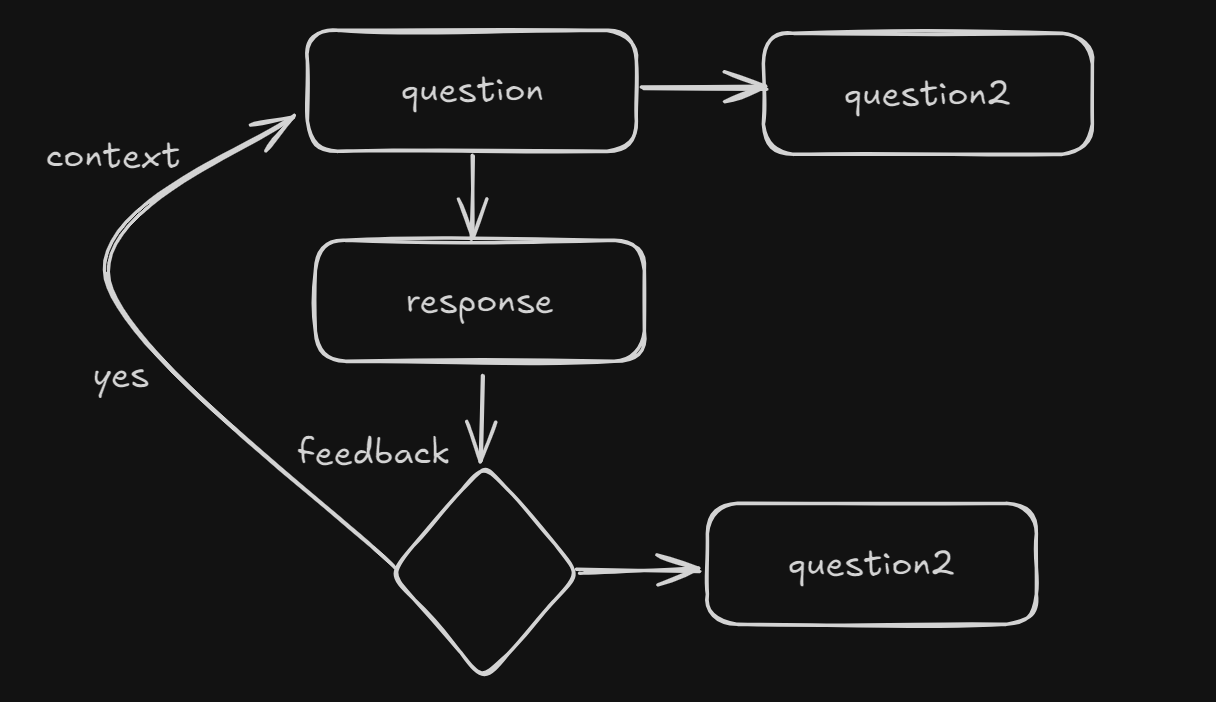 question
question2
context
response
yes
feedback
question2